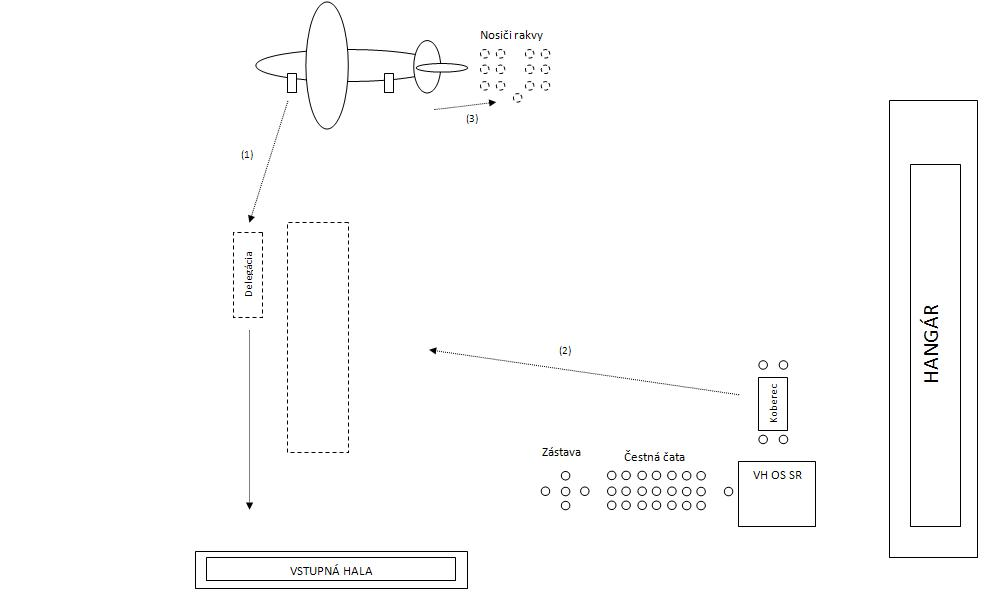 Nosiči rakvy
(3)
(1)
Delegácia
(2)
HANGÁR
Koberec
Zástava
Čestná čata
VH OS SR
VSTUPNÁ HALA